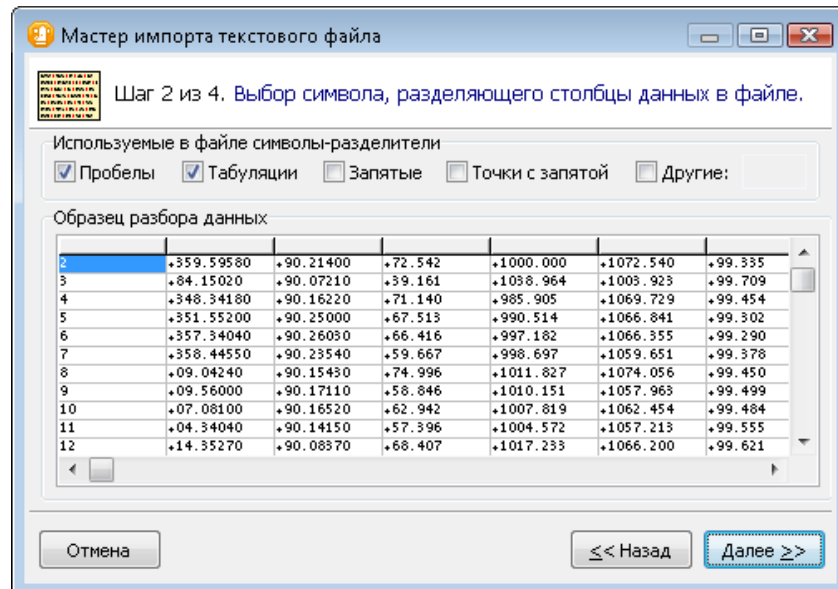 Мастер импорта текстового файла
Шаг 2 из 4. Выбор символа, разделяющего столбцы данных в файле.
Используемые в файле символы-разделители
Пробелы Табуляции Запятые Точки с запятой Другие:
Образец разбора данных
2 +359.59580 +90.21400 +72.542 +1000.000 +1072.540 +99.335
3 +84.15020 +90.07210 +39.161 +1038.964 +1003.923 +99.709
4 +348.34180 +90.16220 +71.140 +985.905 +1069.729 +99.454
5 +351.55200 +90.25000 +67.513 +990.514 +1066.841 +99.302
6 +357.34040 +90.26030 +66.416 +997.182 +1066.355 +99.290
7 +358.44550 +90.23540 +59.667 +998.697 +1059.651 +99.378
8 +09.04240 +90.15430 +74.996 +1011.827 +1074.056 +99.450
9 +09.56000 +90.17110 +58.846 +1010.151 +1057.963 +99.499
10 +07.08100 +90.16520 +62.942 +1007.819 +1062.454 +99.484
11 +04.34040 +90.14150 +57.396 +1004.572 +1057.213 +99.555
12 +14.35270 +90.08370 +68.407 +1017.233 +1066.200 +99.621
Отмена << Назад Далее >>